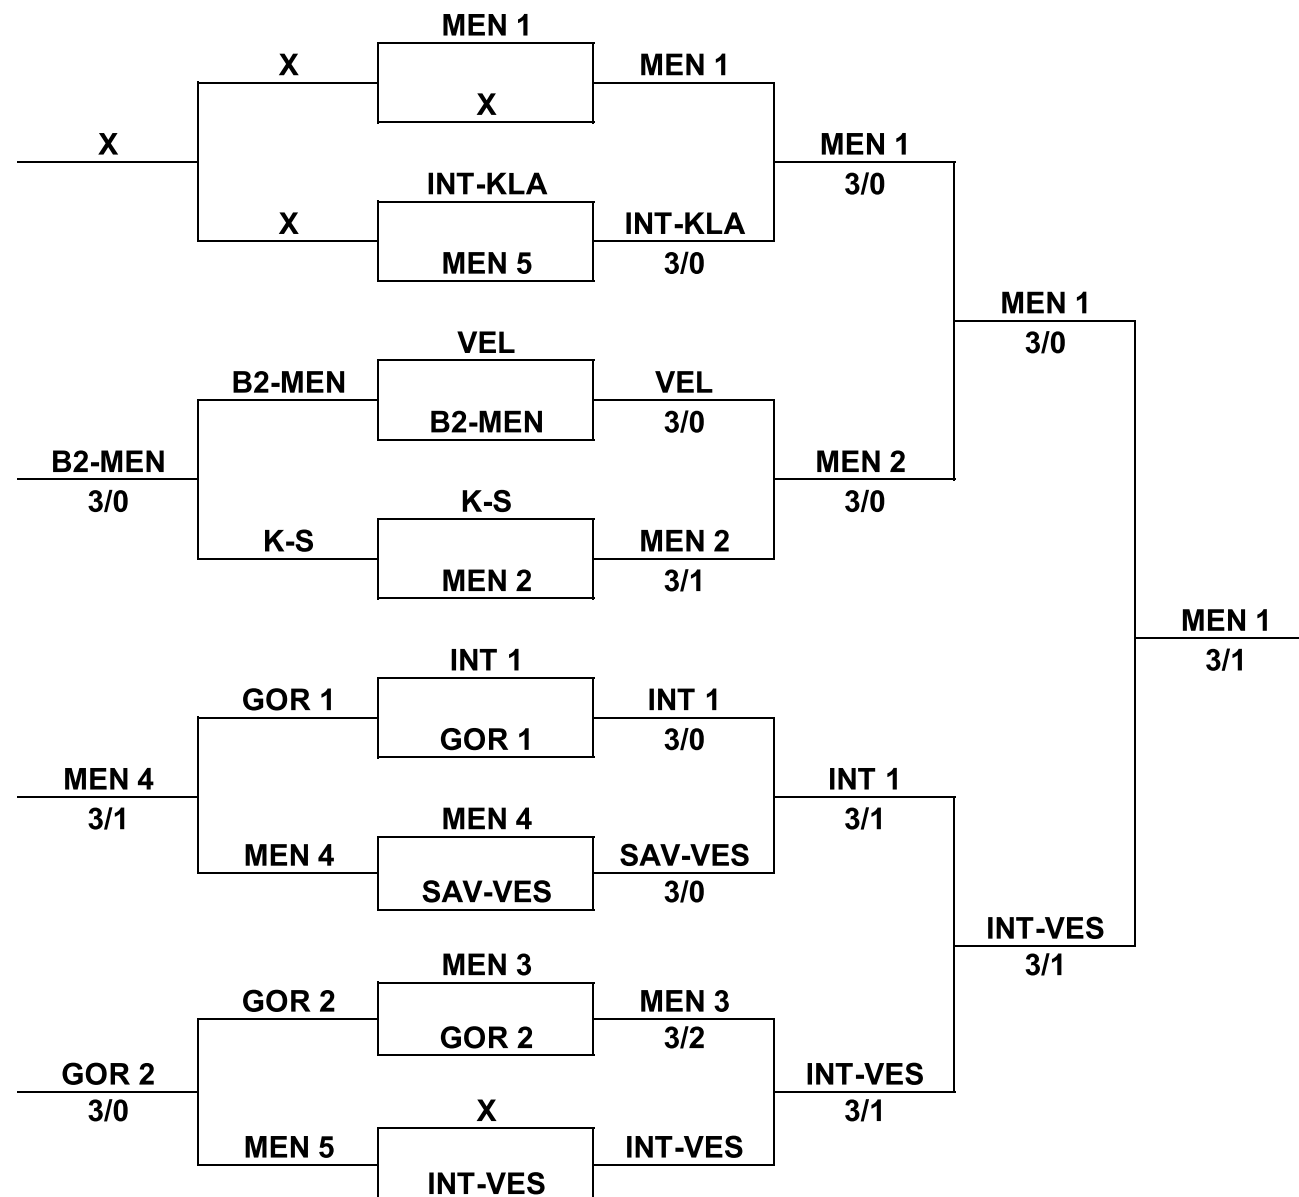 MEN 1
X MEN 1
X
X MEN 1
INT-KLA 3/0
X INT-KLA
MEN 5 3/0
MEN 1
VEL 3/0
B2-MEN VEL
B2-MEN 3/0
B2-MEN MEN 2
3/0 K-S 3/0
K-S MEN 2
MEN 2 3/1
MEN 1
INT 1 3/1
GOR 1 INT 1
GOR 1 3/0
MEN 4 INT 1
3/1 MEN 4 3/1
MEN 4 SAV-VES
SAV-VES 3/0
INT-VES
MEN 3 3/1
GOR 2 MEN 3
GOR 2 3/2
GOR 2 INT-VES
3/0 X 3/1
MEN 5 INT-VES
INT-VES